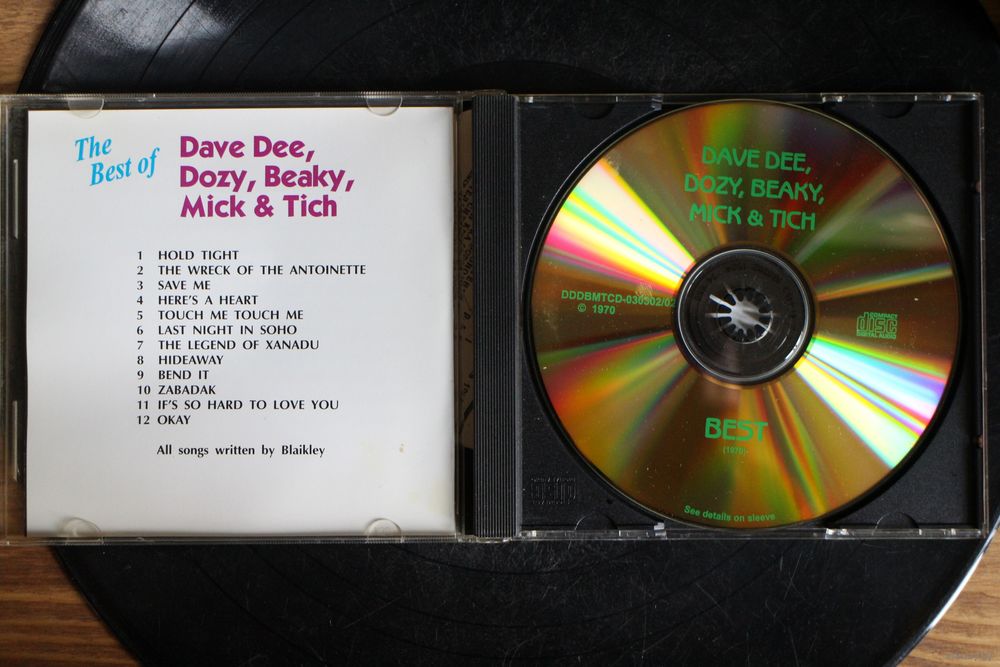 The
Best of
Dave Dee,
Dozy, Beaky,
Mick & Tich
1 HOLD TIGHT
2 THE WRECK OF THE ANTOINETTE
3 SAVE ME
4 HERE'S A HEART
5 TOUCH ME TOUCH ME
6 LAST NIGHT IN SOHO
7 THE LEGEND OF XANADU
8 HIDEAWAY
9 BEND IT
10 ZABADAK
11 IF'S SO HARD TO LOVE YOU
12 OKAY
All songs written by Blaikley
DAVE DEE,
DOZY, BEAKY,
MICK & TICH
DDDBMTCD-030302/02
© 1970
COMPACT
disc
DIGITAL AUDIO
BEST
(1970)
See details on sleeve